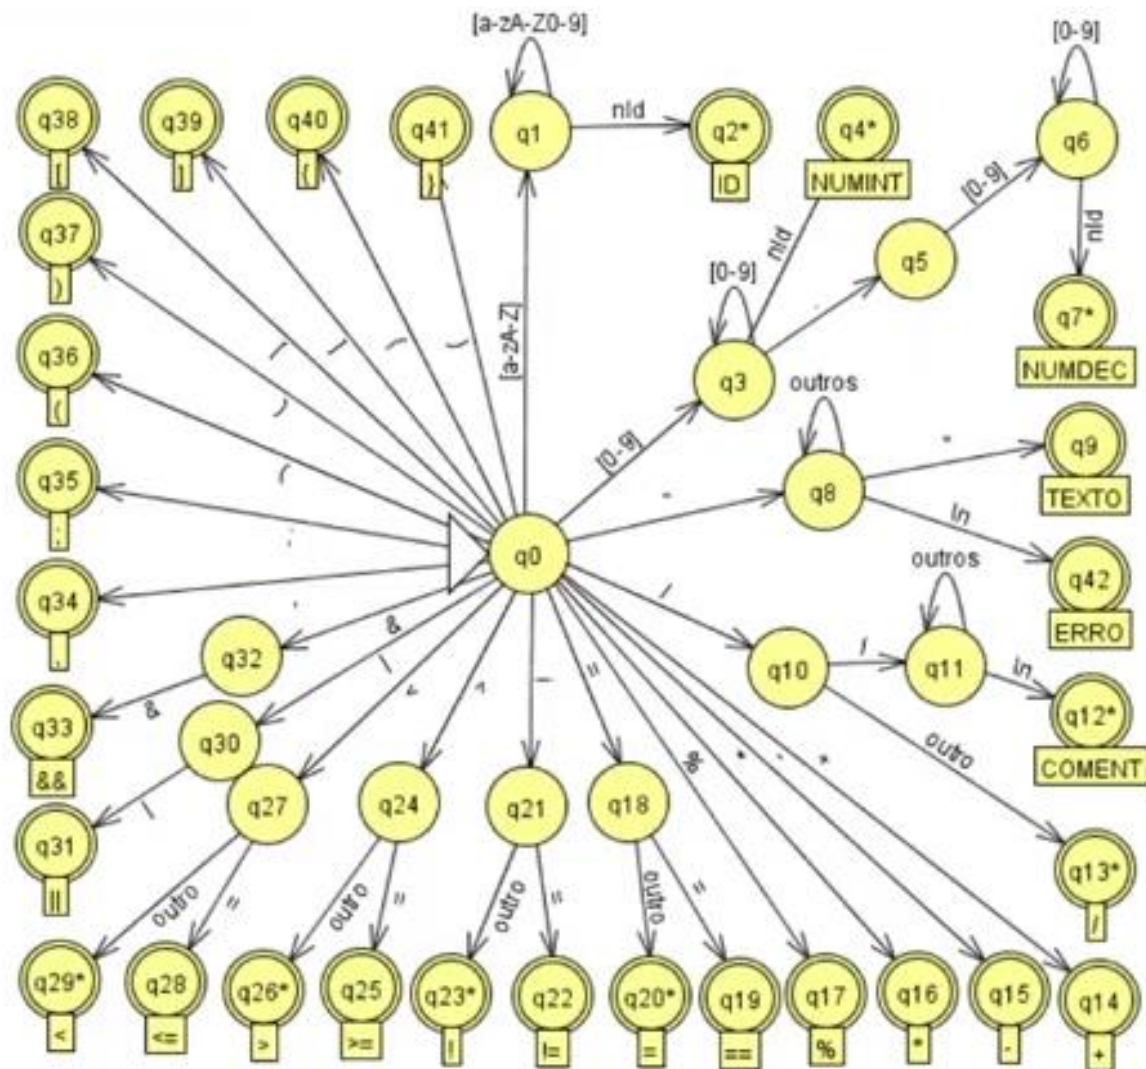 [a-zA-Z0-9]
[0-9]
q38
q39
q40
q41
q1
nId
q2*
q4*
q6
[
]
{
}
ID
NUMINT
[0-9]
q37
nId
nId
q5
)
[0-9]
q7*
q36
[a-zA-Z]
q3
NUMDEC
(
[
]
outros
)
[0-9]
q9
q35
(
q8
"
TEXTO
;
"
\n
q0
outros
q42
q34
/
ERRO
,
&
q32
|
q10
/
q11
\n
q12*
q33
&
=
COMENT
&&
q30
%
outro
q27
q24
q21
q18
q31
|
q13*
||
outro
=
outro
=
outro
=
outro
=
/
q29*
q28
q26*
q25
q23*
q22
q20*
q19
q17
q16
q15
q14
<
<=
>
>=
!
!=
=
==
%
*
-
+